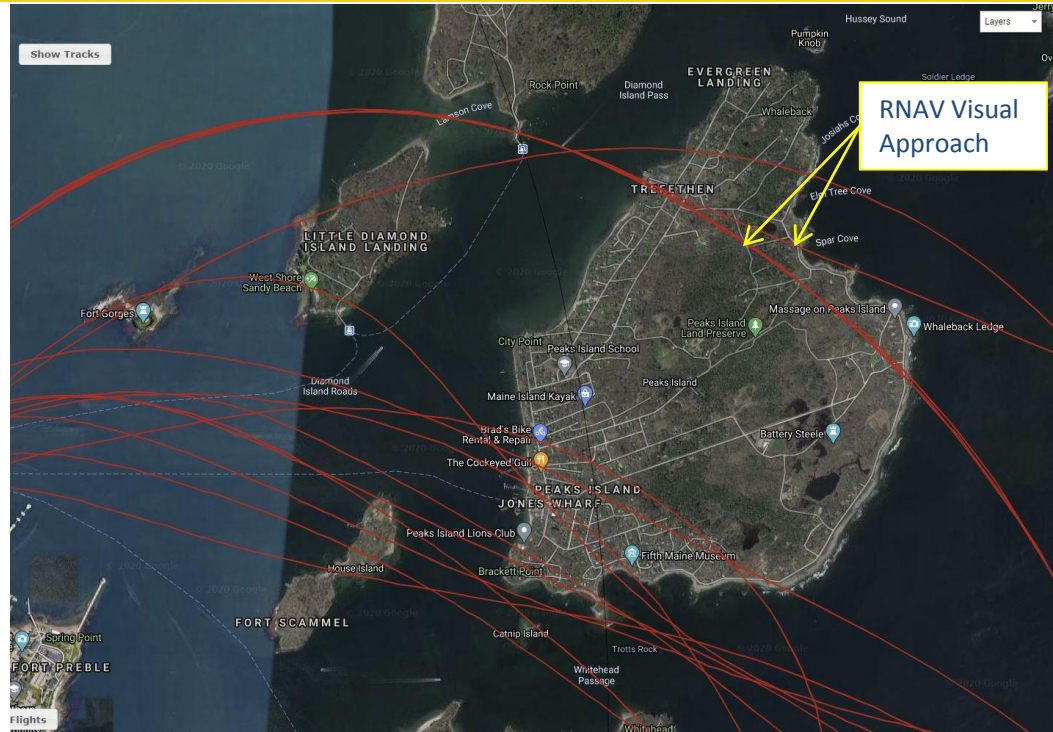 Hussey Sound
Layers
Show Tracks
Pumpkin
Knob
EVERGREEN
LANDING
Soldier Ledge
Rock Point
Diamond
Island Pass
© 2020 Google
Whaleback
RNAV Visual
Approach
Lamson Cove
TREFETHEN
Elm Tree Cove
Spar Cove
LITTLE DIAMOND
ISLAND LANDING
West Shore
Sandy Beach
Fort Gorges
Massage on Peaks Island
Whaleback Ledge
Peaks Island
Land Preserve
City Point
Peaks Island School
Diamond
Island Roads
Peaks Island
Maine Island Kayak
Brad's Bike
Rental & Repair
Battery Steele
The Cockeyed Gull
PEAKS ISLAND
JONES WHARF
Peaks Island Lions Club
Fifth Maine Museum
House Island
Brackett Point
FORT SCAMMEL
Catnip Island
Spring Point
Trotts Rock
FORT PREBLE
Whitehead
Passage
Flights
Whitehead